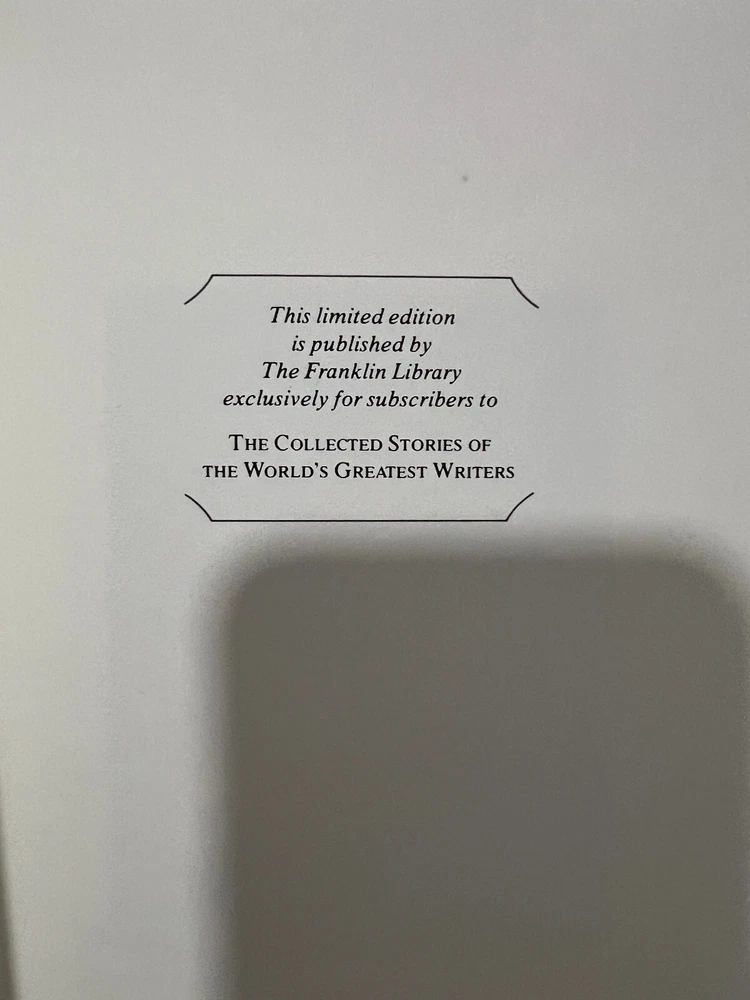 This limited edition
is published by
The Franklin Library
exclusively for subscribers to
THE COLLECTED STORIES OF
THE WORLD'S GREATEST WRITERS